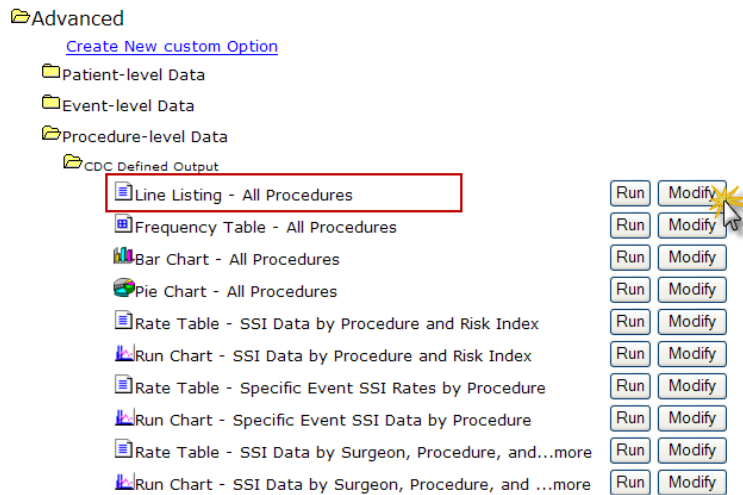 Advanced
Create New custom Option
Patient-level Data
Event-level Data
Procedure-level Data
CDC Defined Output
Line Listing - All Procedures Run Modify
Frequency Table - All Procedures Run Modify
Bar Chart - All Procedures Run Modify
Pie Chart - All Procedures Run Modify
Rate Table - SSI Data by Procedure and Risk Index Run Modify
Run Chart - SSI Data by Procedure and Risk Index Run Modify
Rate Table - Specific Event SSI Rates by Procedure Run Modify
Run Chart - Specific Event SSI Data by Procedure Run Modify
Rate Table - SSI Data by Surgeon, Procedure, and...more Run Modify
Run Chart - SSI Data by Surgeon, Procedure, and ...more Run Modify